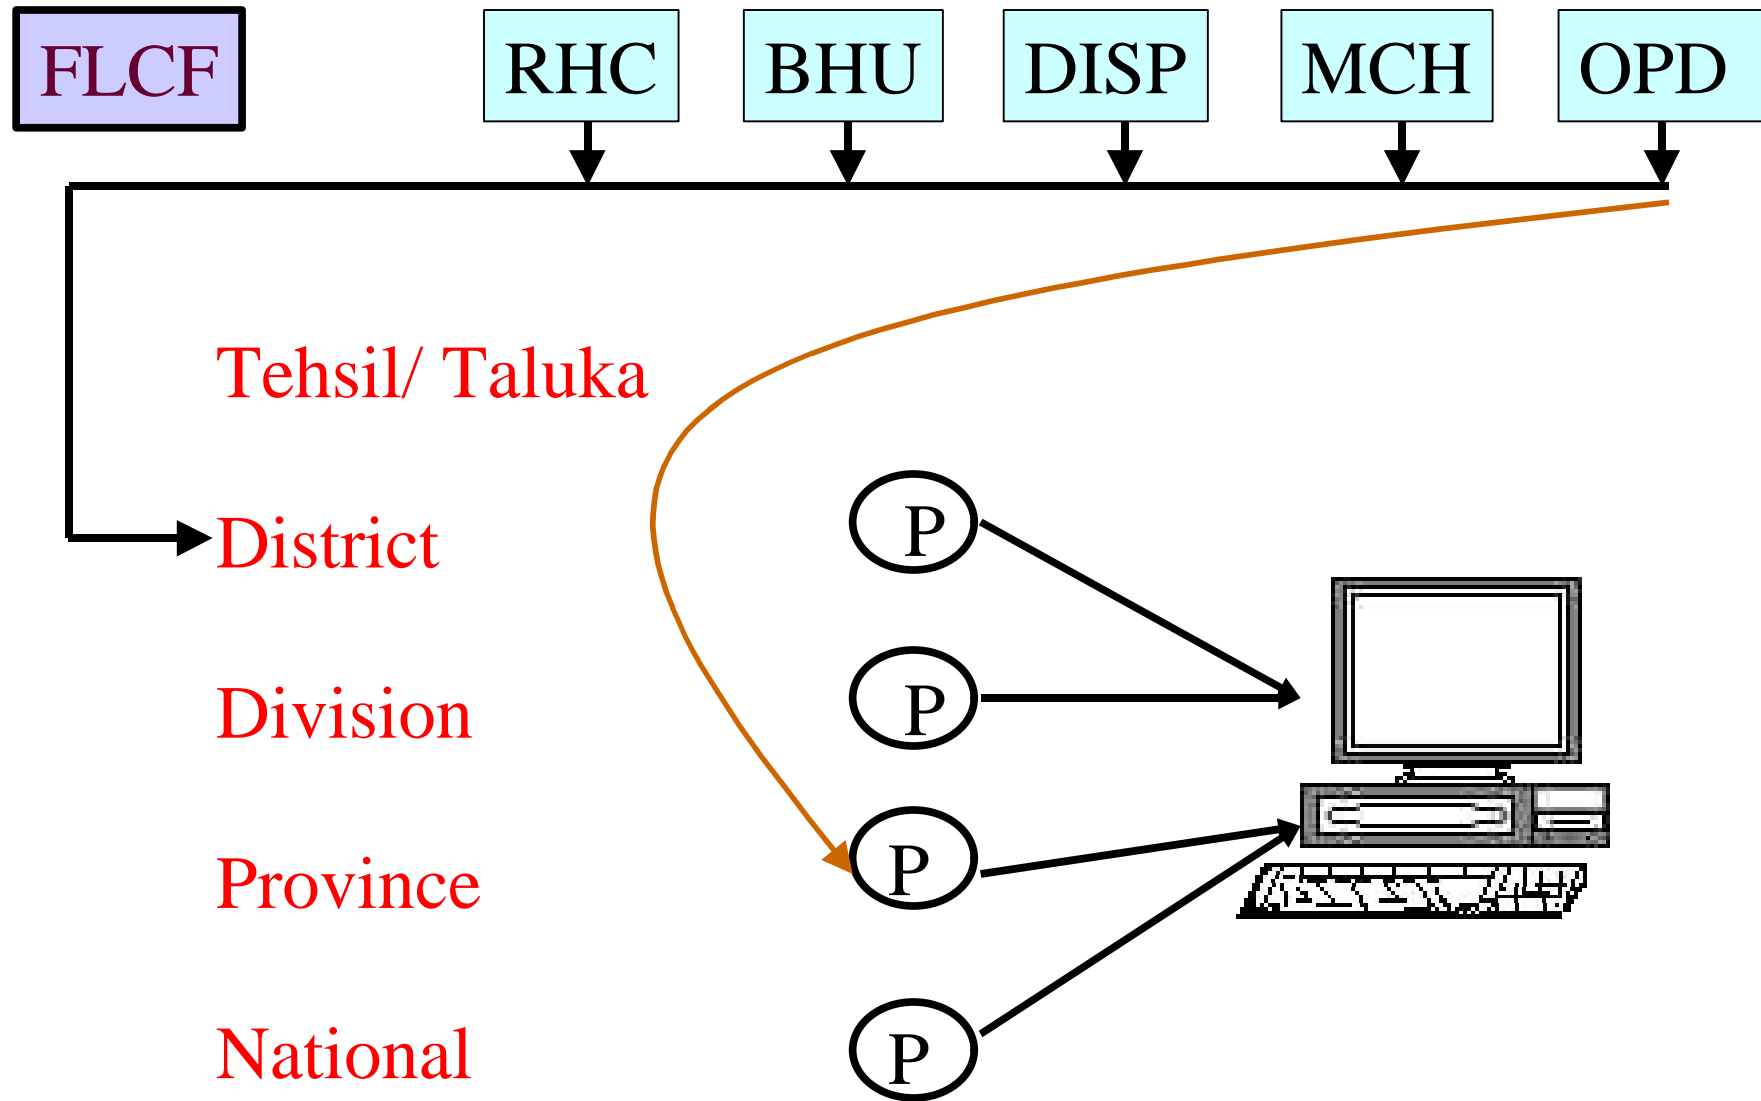 FLCF RHC BHU DISP MCH OPD
Tehsil/ Taluka
District P
Division P
Province P
National P